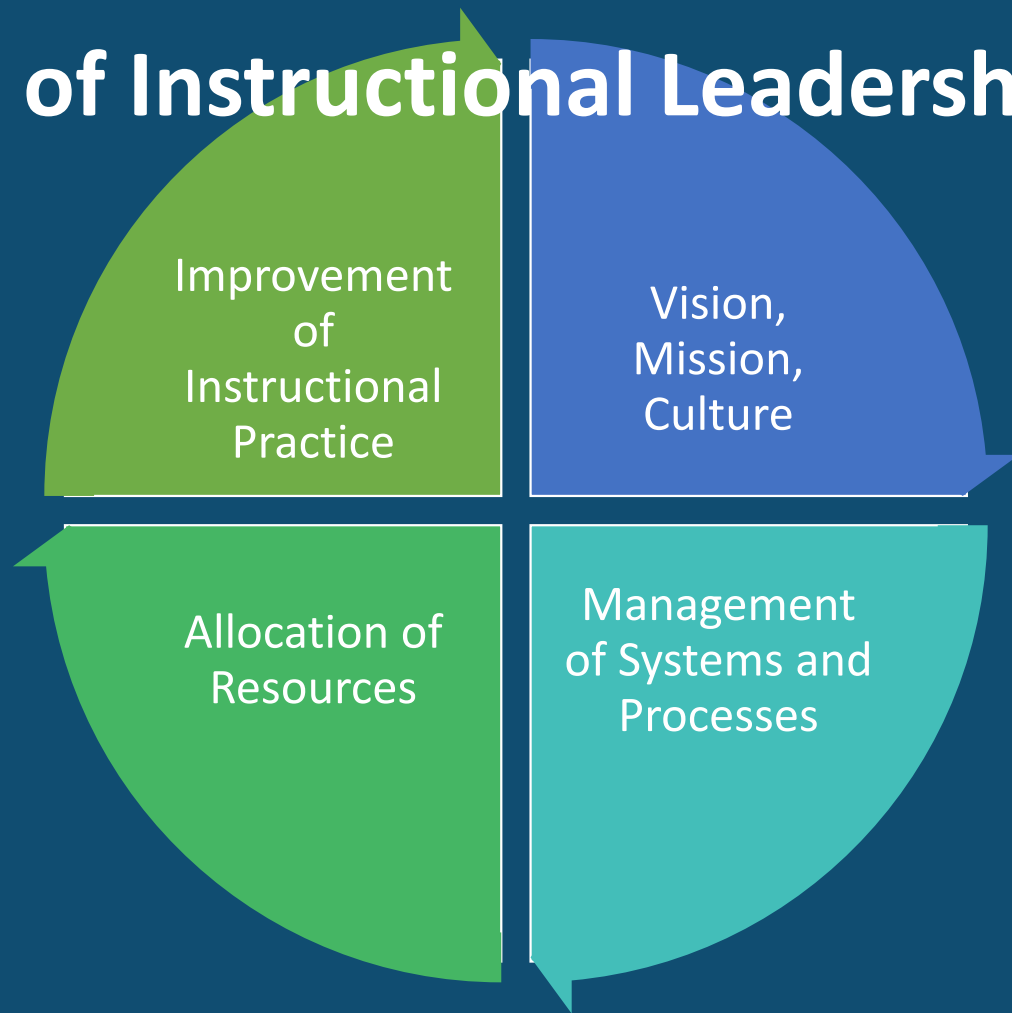 of Instructional Leadersh
Improvement
of
Instructional
Practice
Vision,
Mission,
Culture
Allocation of
Resources
Management
of Systems and
Processes